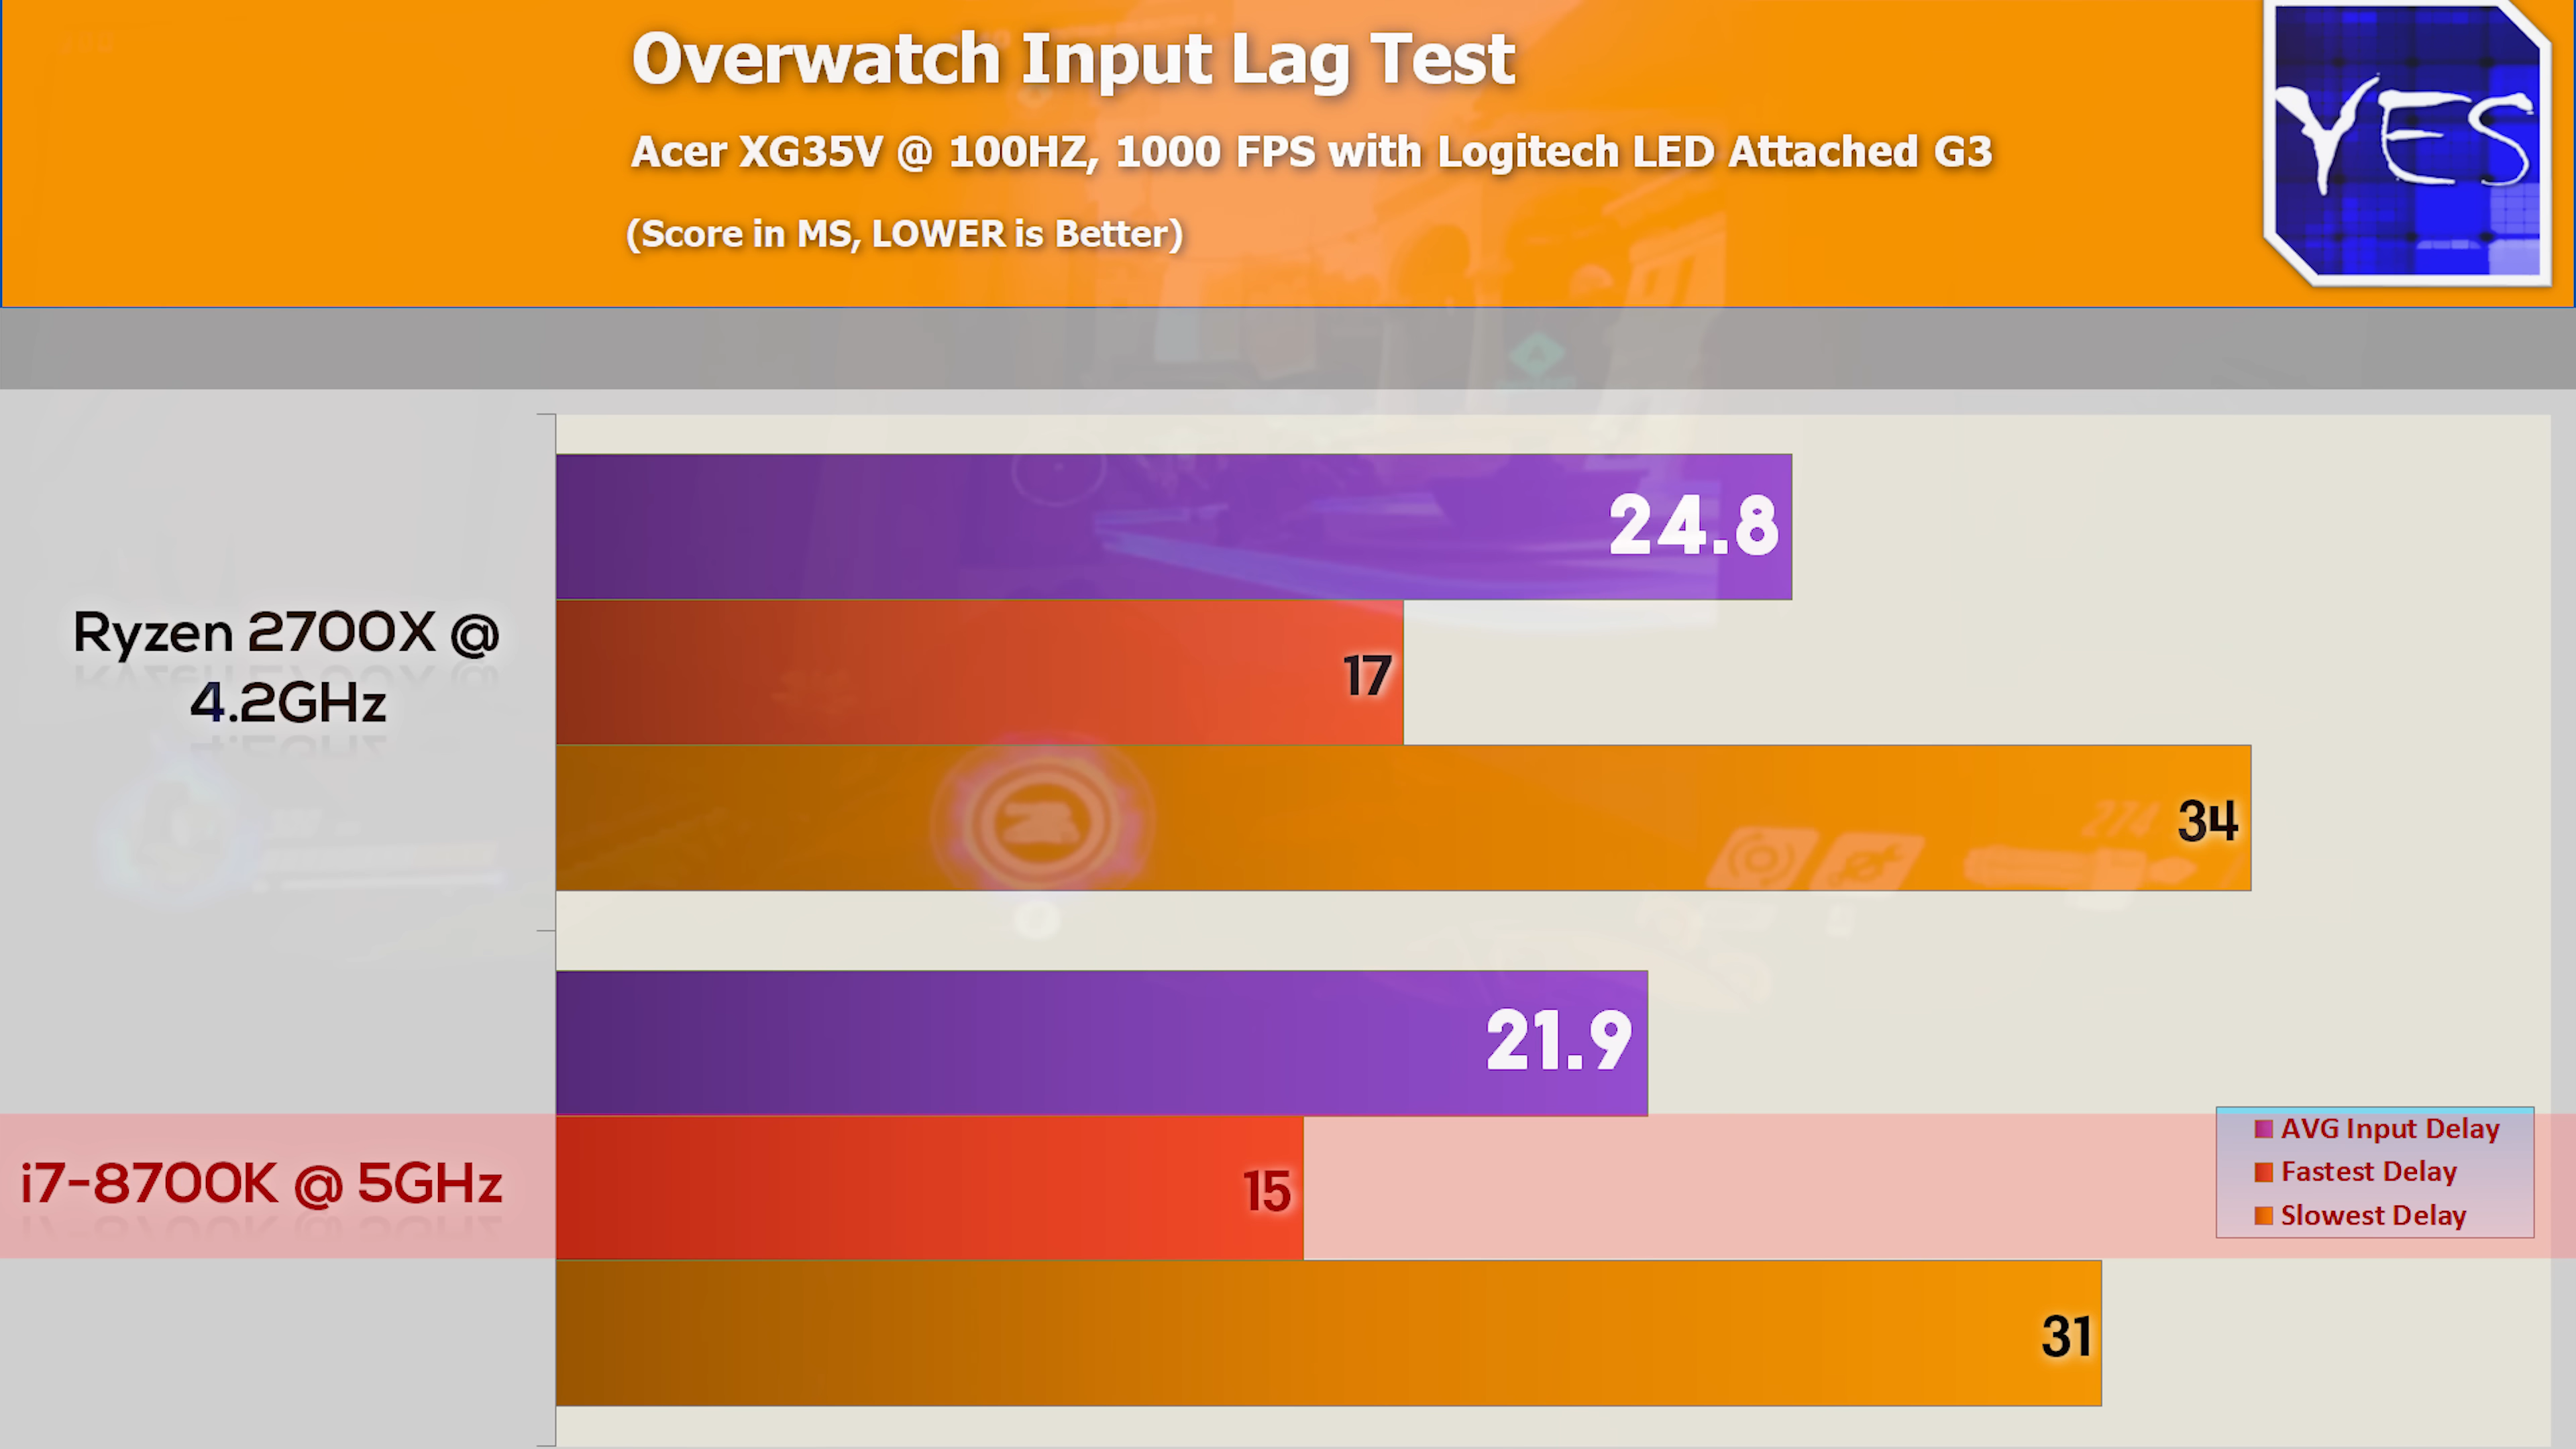 Overwatch Input Lag Test
Acer XG35V @ 100HZ, 1000 FPS with Logitech LED Attached G3
(Score in MS, LOWER is Better)
YES
24.8
Ryzen 2700X @
4.2GHz
17
274
34
21.9
i7-8700K @ 5GHz
15
AVG Input Delay
Fastest Delay
Slowest Delay
31